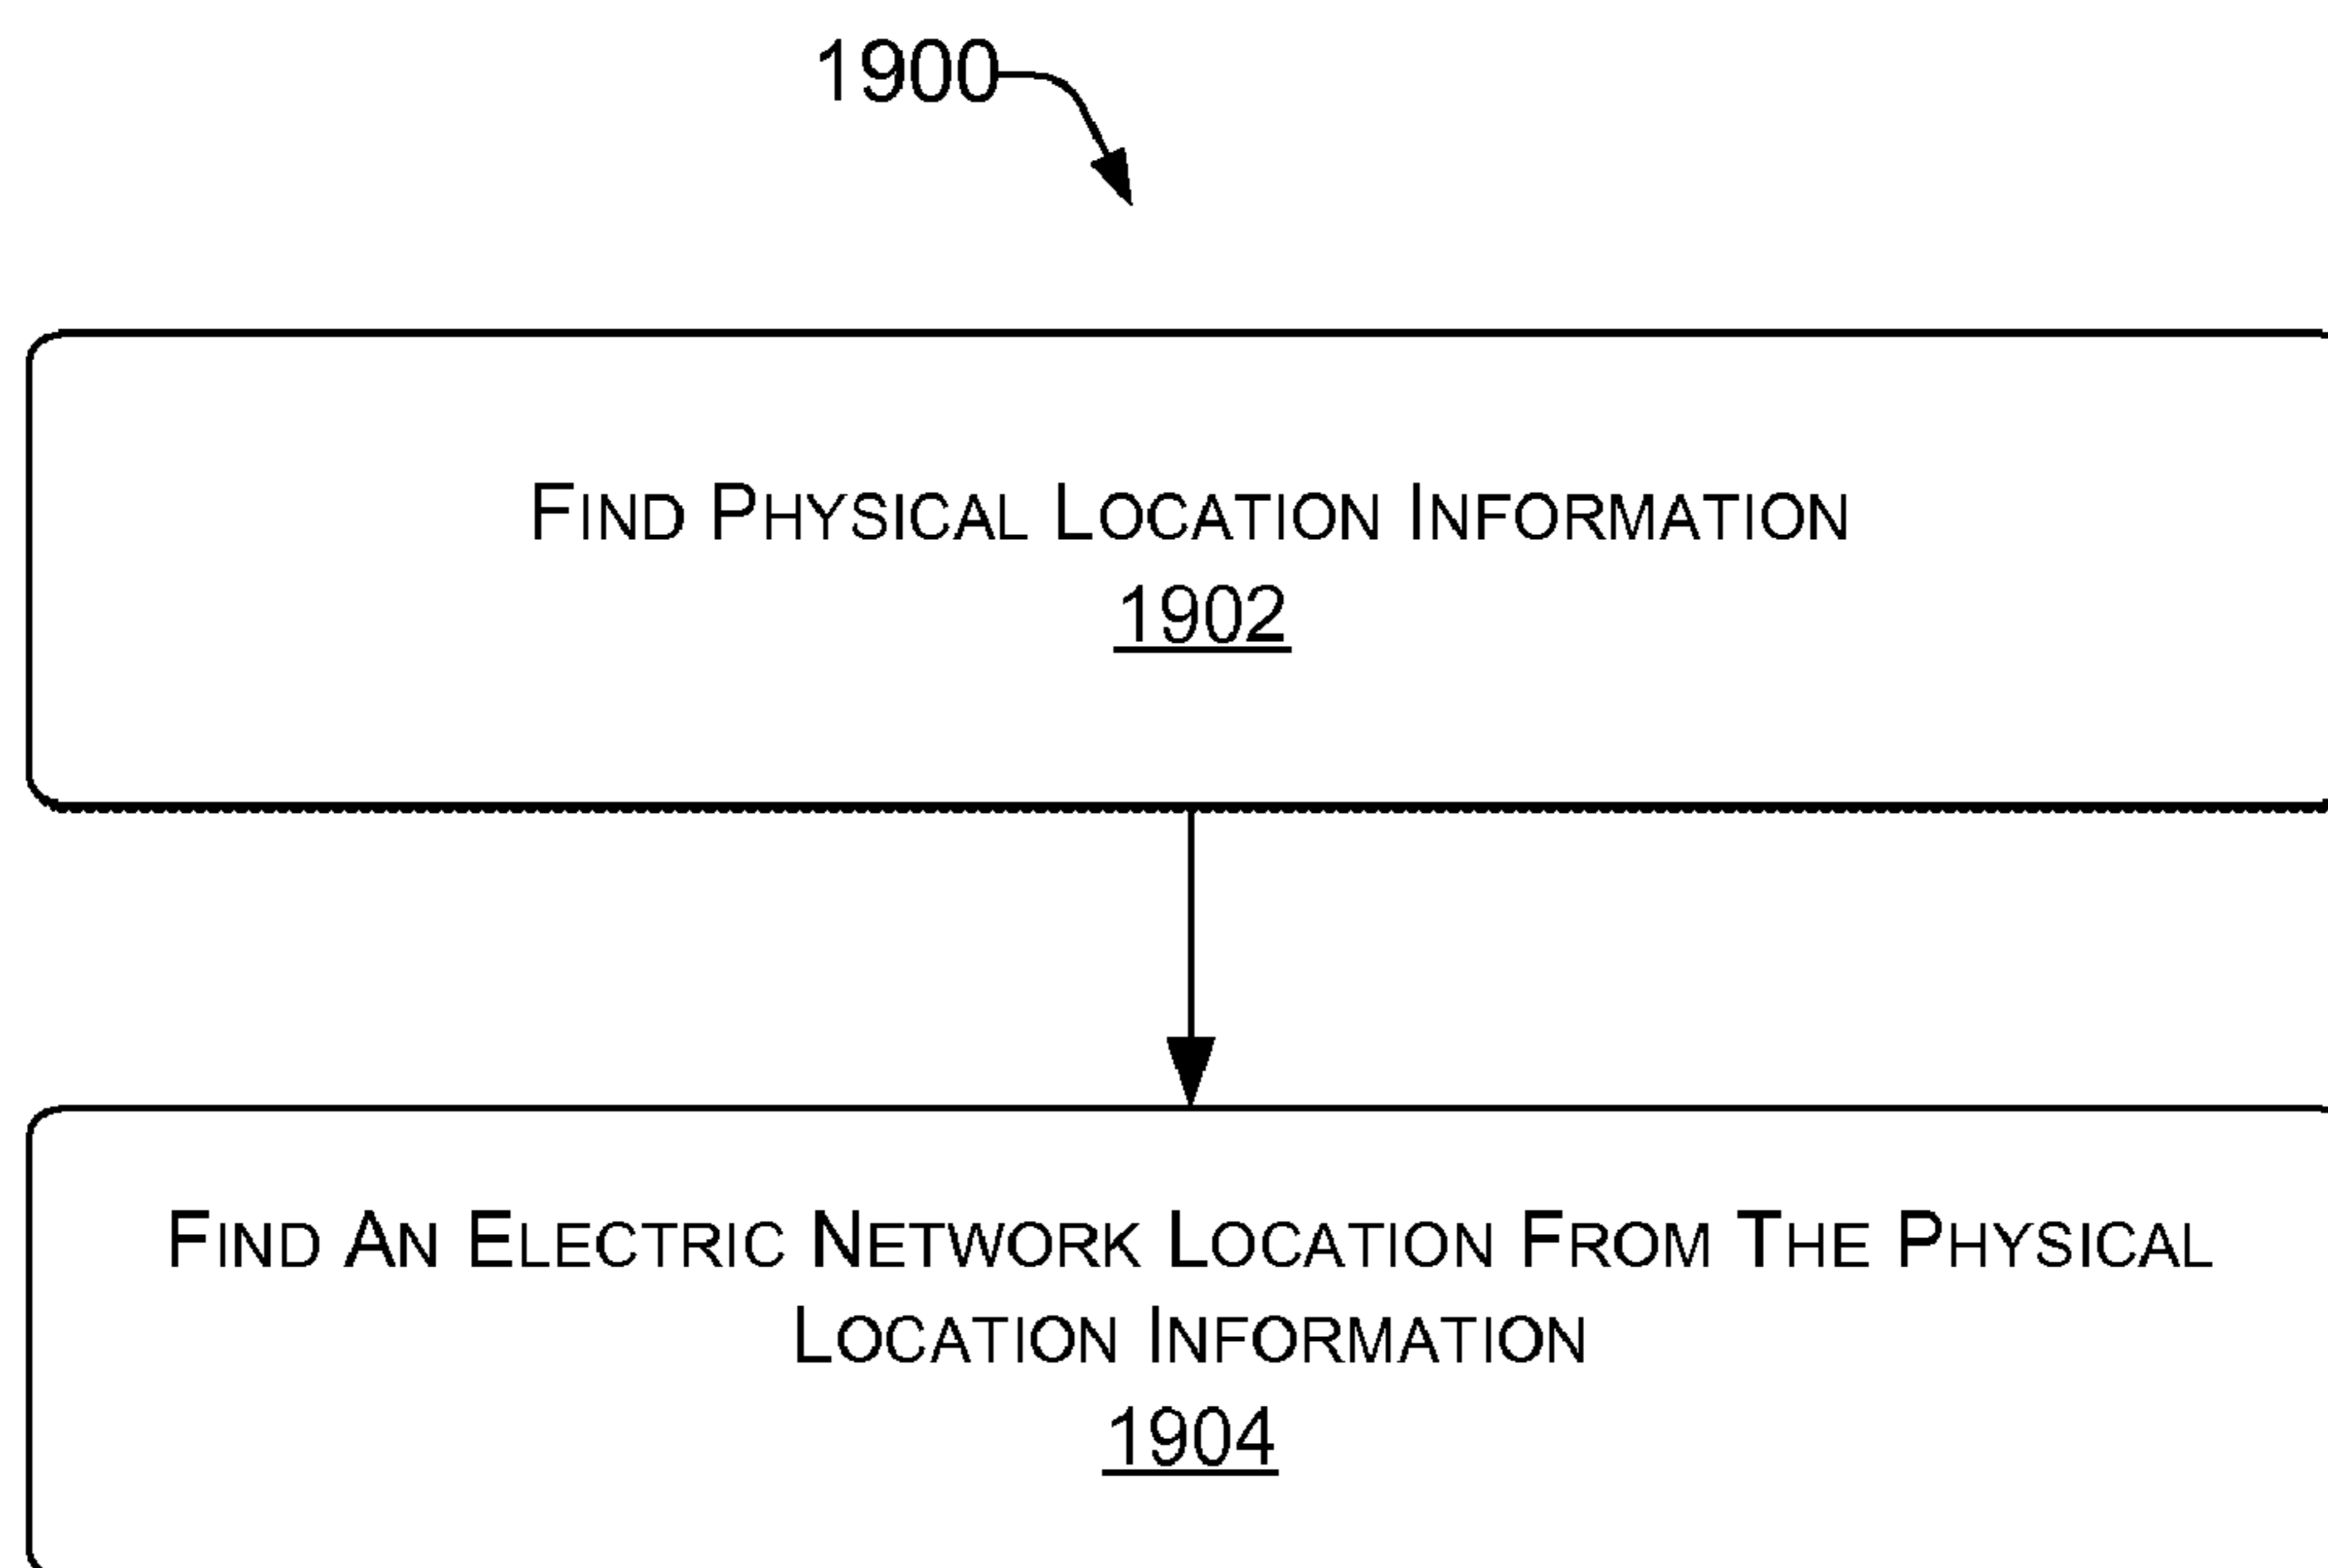 1900
Find Physical Location Information
1902
Find An Electric Network Location From The Physical
Location Information
1904